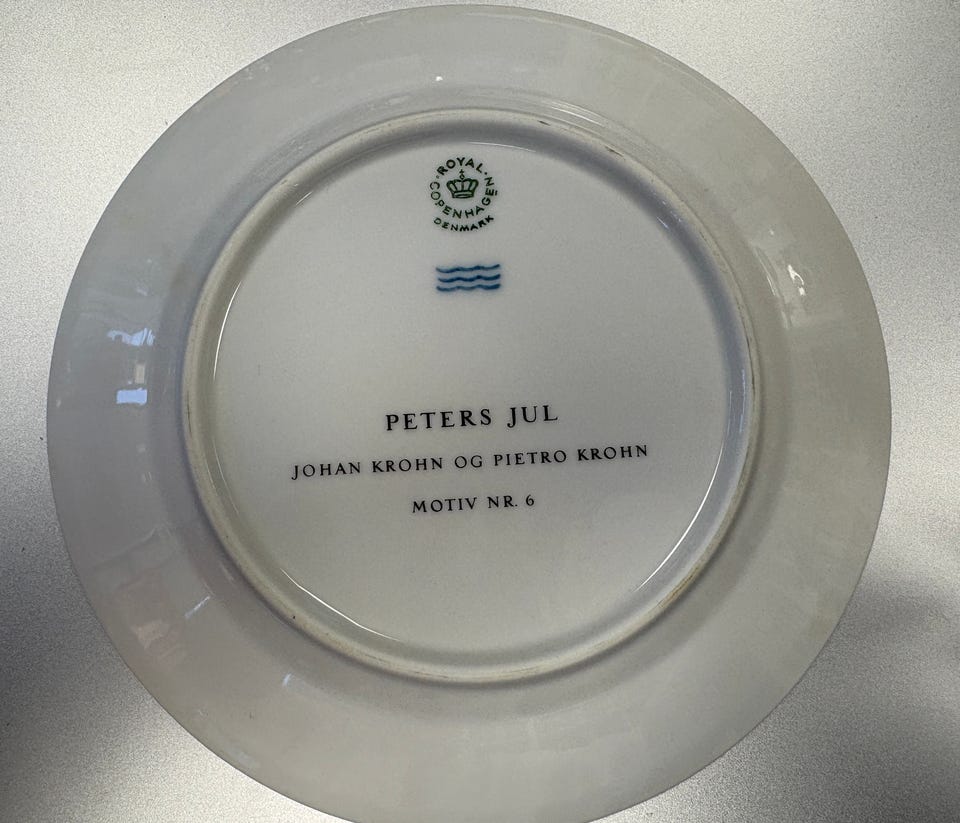 ROYAL
COPENHAGEN
DENMARK
PETERS JUL
JOHAN KROHN OG PIETRO KROHN
MOTIV NR. 6